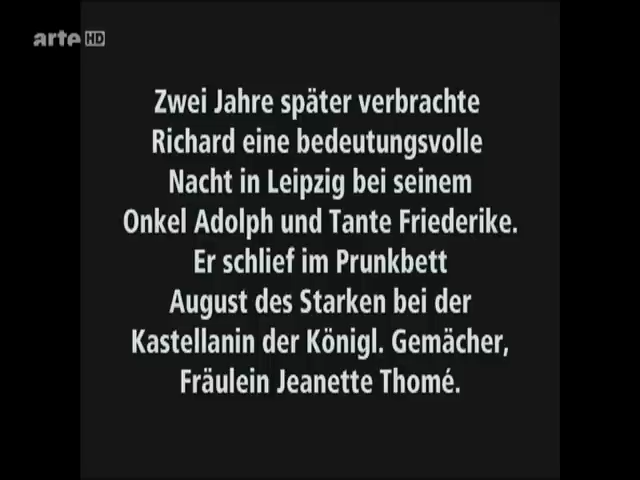 arte HD
Zwei Jahre später verbrachte
Richard eine bedeutungsvolle
Nacht in Leipzig bei seinem
Onkel Adolph und Tante Friederike.
Er schlief im Prunkbett
August des Starken bei der
Kastellanin der Königl. Gemächer,
Fräulein Jeanette Thomé.